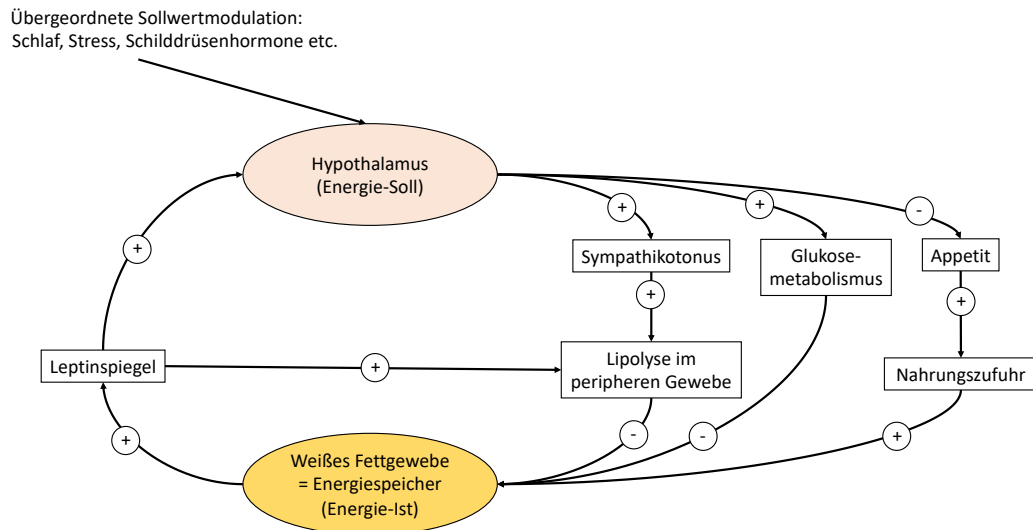 Übergeordnete Sollwertmodulation:
Schlaf, Stress, Schilddrüsenhormone etc.
Hypothalamus
(Energie-Soll)
+
+
-
+
Sympathikotonus
Glukose-
metabolismus
Appetit
+
+
Leptinspiegel
+
Lipolyse im
peripheren Gewebe
Nahrungszufuhr
+
-
-
+
Weißes Fettgewebe
= Energiespeicher
(Energie-Ist)